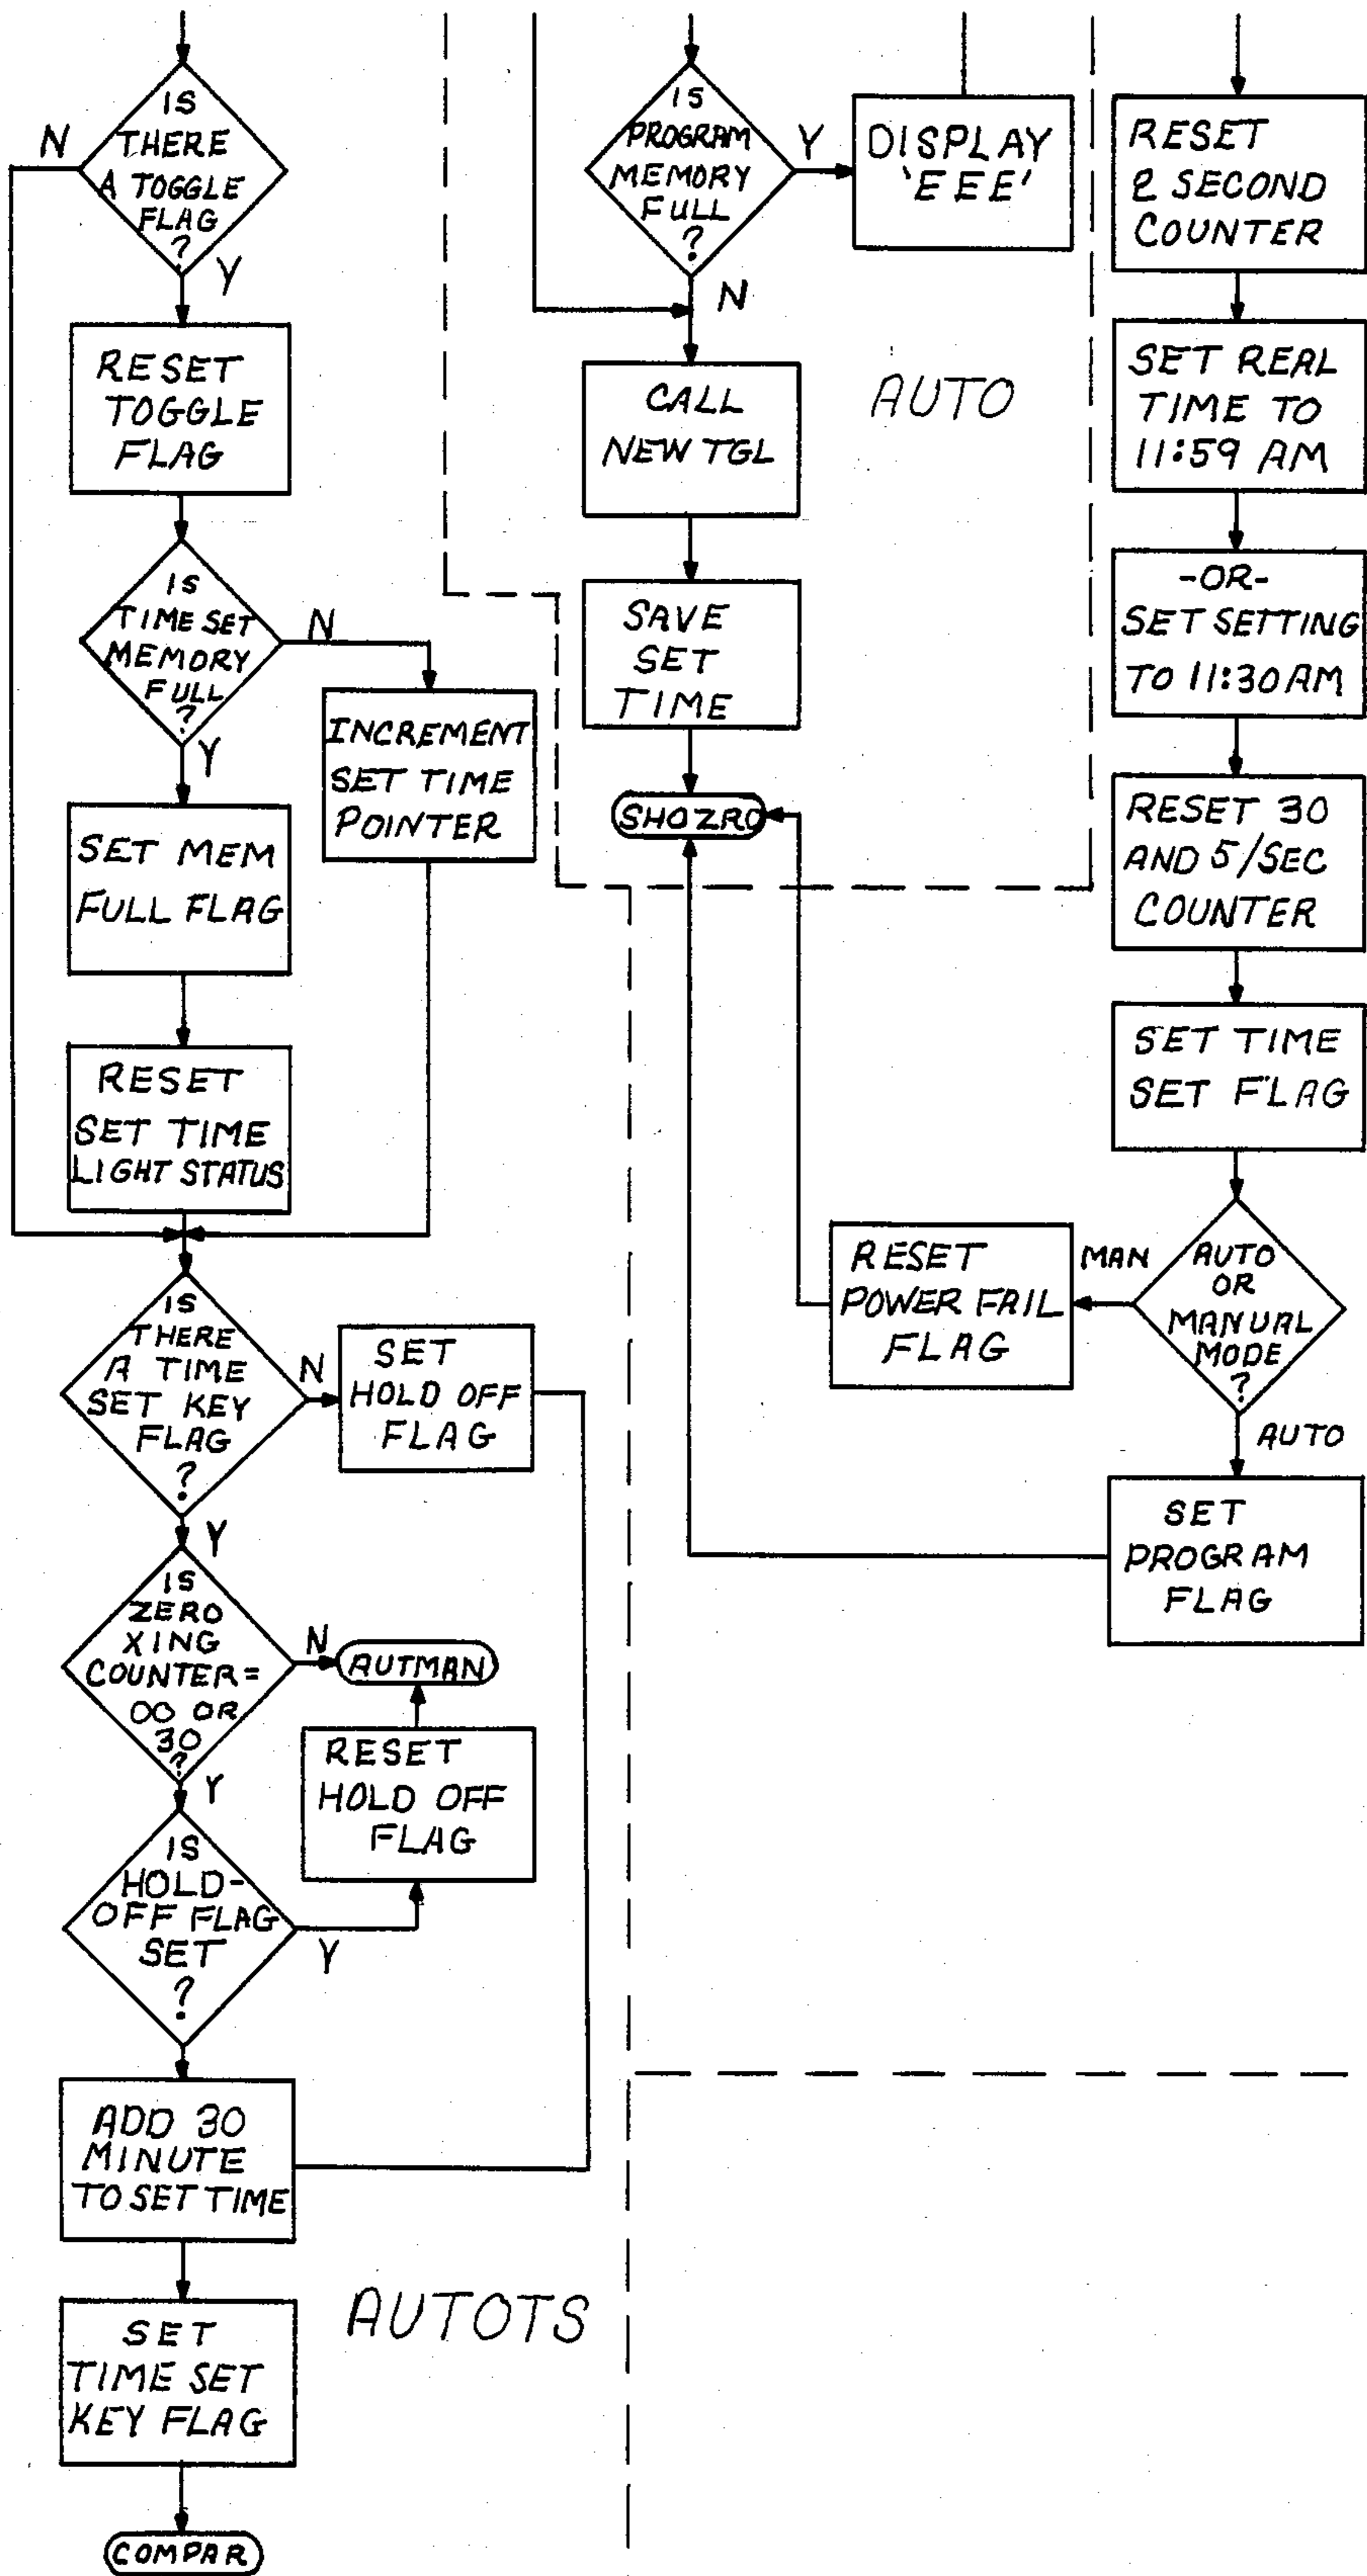 IS
THERE
A TOGGLE
FLAG
?
N
Y
RESET
TOGGLE
FLAG
IS
TIME SET
MEMORY
FULL
?
N
Y
INCREMENT
SET TIME
POINTER
SET MEM
FULL FLAG
RESET
SET TIME
LIGHT STATUS
IS
THERE
A TIME
SET KEY
FLAG
?
N
SET
HOLD OFF
FLAG
Y
IS
ZERO
XING
COUNTER=
00 OR
30
?
N
AUTMAN
Y
RESET
HOLD OFF
FLAG
IS
HOLD-
OFF FLAG
SET
?
Y
ADD 30
MINUTE
TO SET TIME
SET
TIME SET
KEY FLAG
COMPAR
AUTOTS
IS
PROGRAM
MEMORY
FULL
?
Y
DISPLAY
'EEE'
N
CALL
NEW TGL
AUTO
SAVE
SET
TIME
SHOZRO
RESET
2 SECOND
COUNTER
SET REAL
TIME TO
11:59 AM
-OR-
SET SETTING
TO 11:30 AM
RESET 30
AND 5/SEC
COUNTER
SET TIME
SET FLAG
AUTO
OR
MANUAL
MODE
?
MAN
RESET
POWER FAIL
FLAG
AUTO
SET
PROGRAM
FLAG